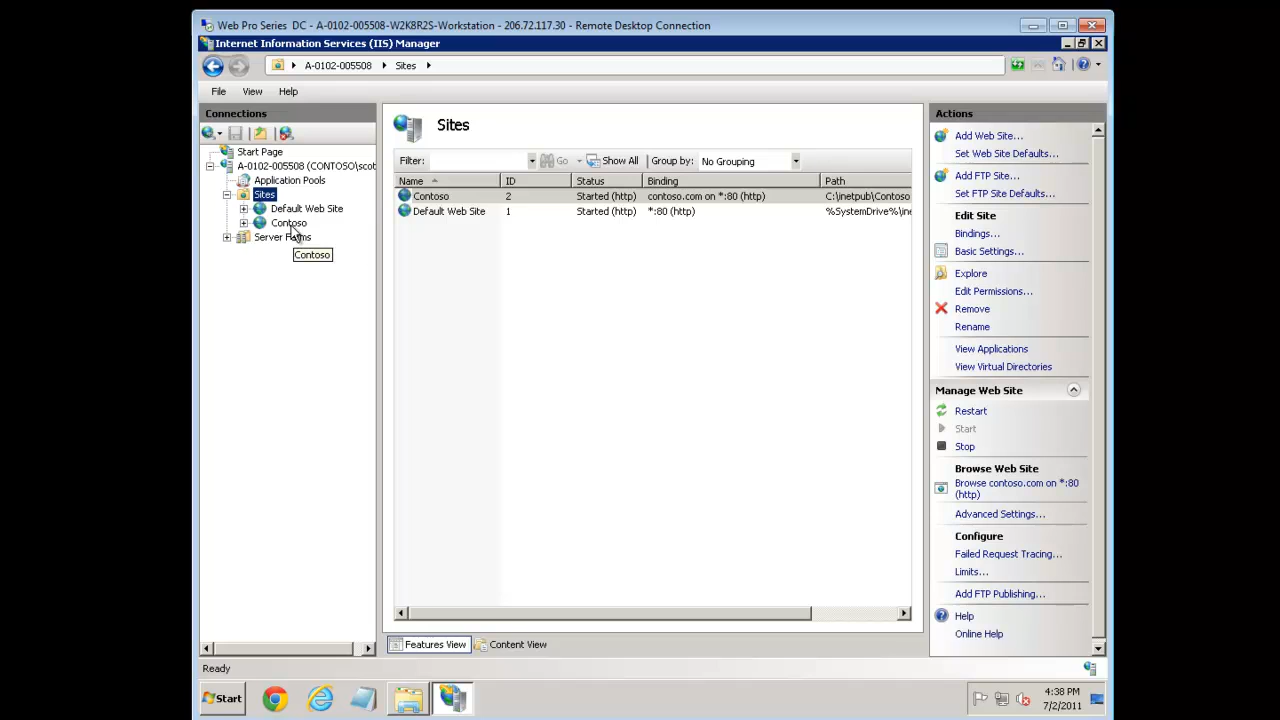 Web Pro Series DC - A-0102-005508-W2K8R2S-Workstation - 206.72.117.30 - Remote Desktop Connection
Internet Information Services (IIS) Manager
A-0102-005508 Sites
File View Help
Connections
Start Page
A-0102-005508 (CONTOSO\scot
Application Pools
Sites
Default Web Site
Contoso
Server Farms
Contoso
Sites
Filter: Go Show All Group by: No Grouping
Name ID Status Binding Path
Contoso 2 Started (http) contoso.com on *:80 (http) C:\inetpub\Contoso
Default Web Site 1 Started (http) *:80 (http) %SystemDrive%\ine
Features View Content View
Actions
Add Web Site...
Set Web Site Defaults...
Add FTP Site...
Set FTP Site Defaults...
Edit Site
Bindings...
Basic Settings...
Explore
Edit Permissions...
Remove
Rename
View Applications
View Virtual Directories
Manage Web Site
Restart
Start
Stop
Browse Web Site
Browse contoso.com on *:80
(http)
Advanced Settings...
Configure
Failed Request Tracing...
Limits...
Add FTP Publishing...
Help
Online Help
Ready
Start
4:38 PM
7/2/2011